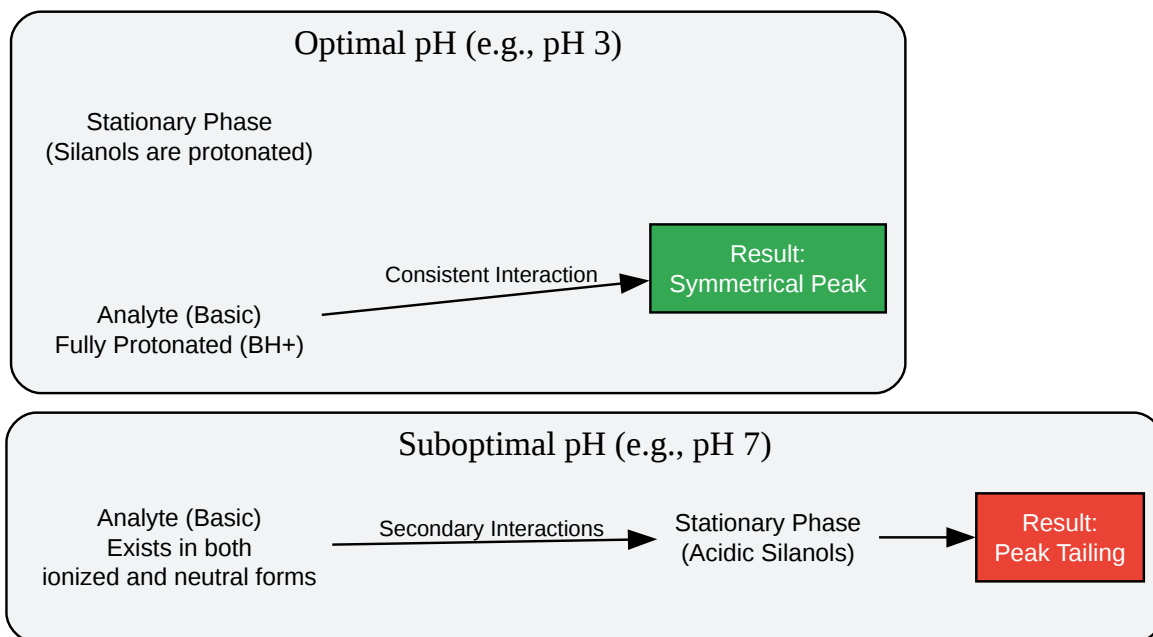 Optimal pH (e.g., pH 3)
Stationary Phase
(Silanols are protonated)
Analyte (Basic)
Fully Protonated (BH+)
Consistent Interaction
Result:
Symmetrical Peak
Suboptimal pH (e.g., pH 7)
Analyte (Basic)
Exists in both
ionized and neutral forms
Secondary Interactions
Stationary Phase
(Acidic Silanols)
Result:
Peak Tailing